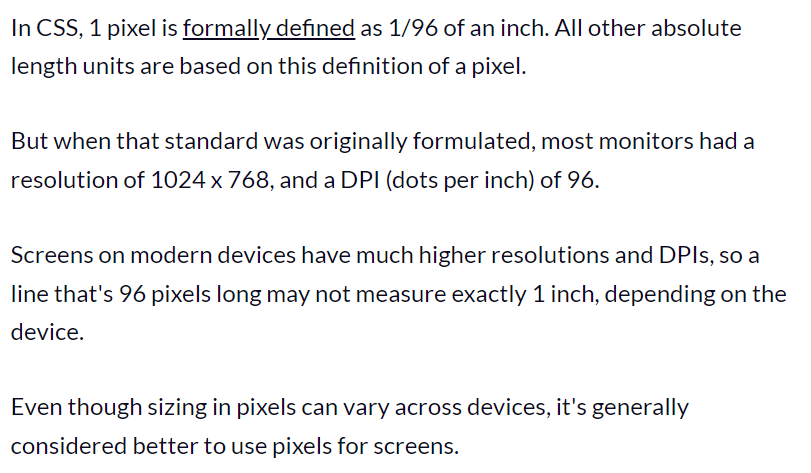 In CSS, 1 pixel is formally defined as 1/96 of an inch. All other absolute
length units are based on this definition of a pixel.
But when that standard was originally formulated, most monitors had a
resolution of 1024 x 768, and a DPI (dots per inch) of 96.
Screens on modern devices have much higher resolutions and DPIs, so a
line that's 96 pixels long may not measure exactly 1 inch, depending on the
device.
Even though sizing in pixels can vary across devices, it's generally
considered better to use pixels for screens.